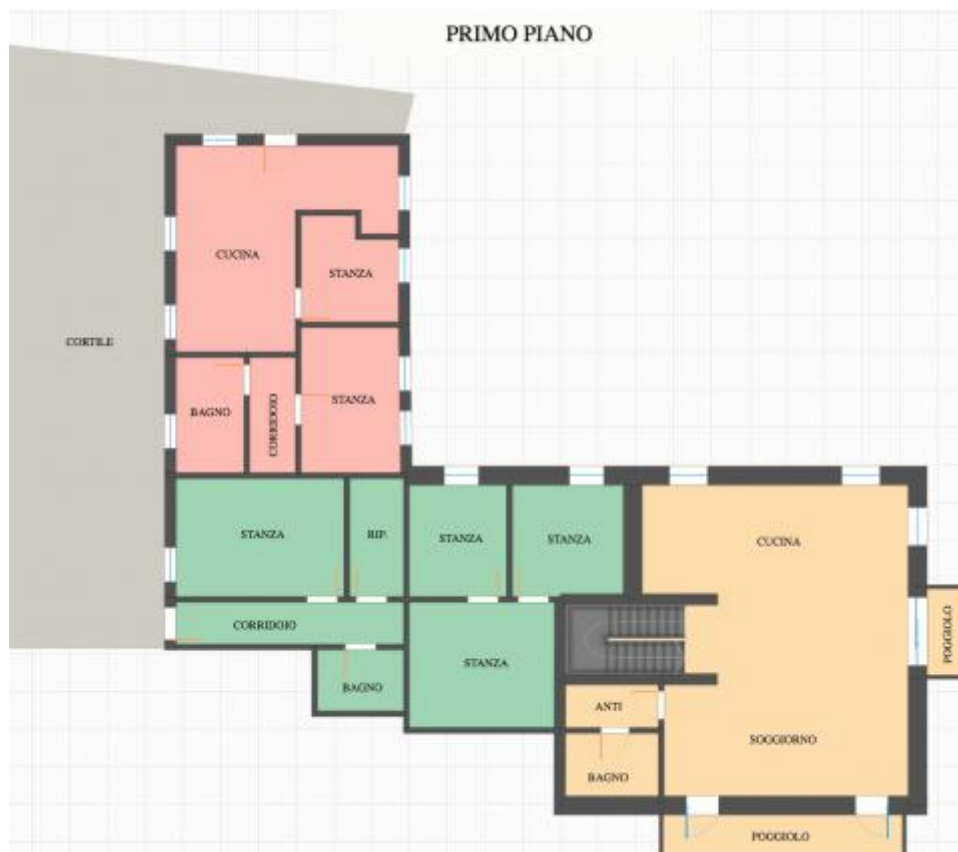 PRIMO PIANO
CUCINA
STANZA
CORTILE
STANZA
BAGNO
CORRIDOIO
STANZA
RIP.
STANZA
STANZA
CUCINA
CORRIDOIO
STANZA
POGGIOLO
BAGNO
ANTI
SOGGIORNO
BAGNO
POGGIOLO